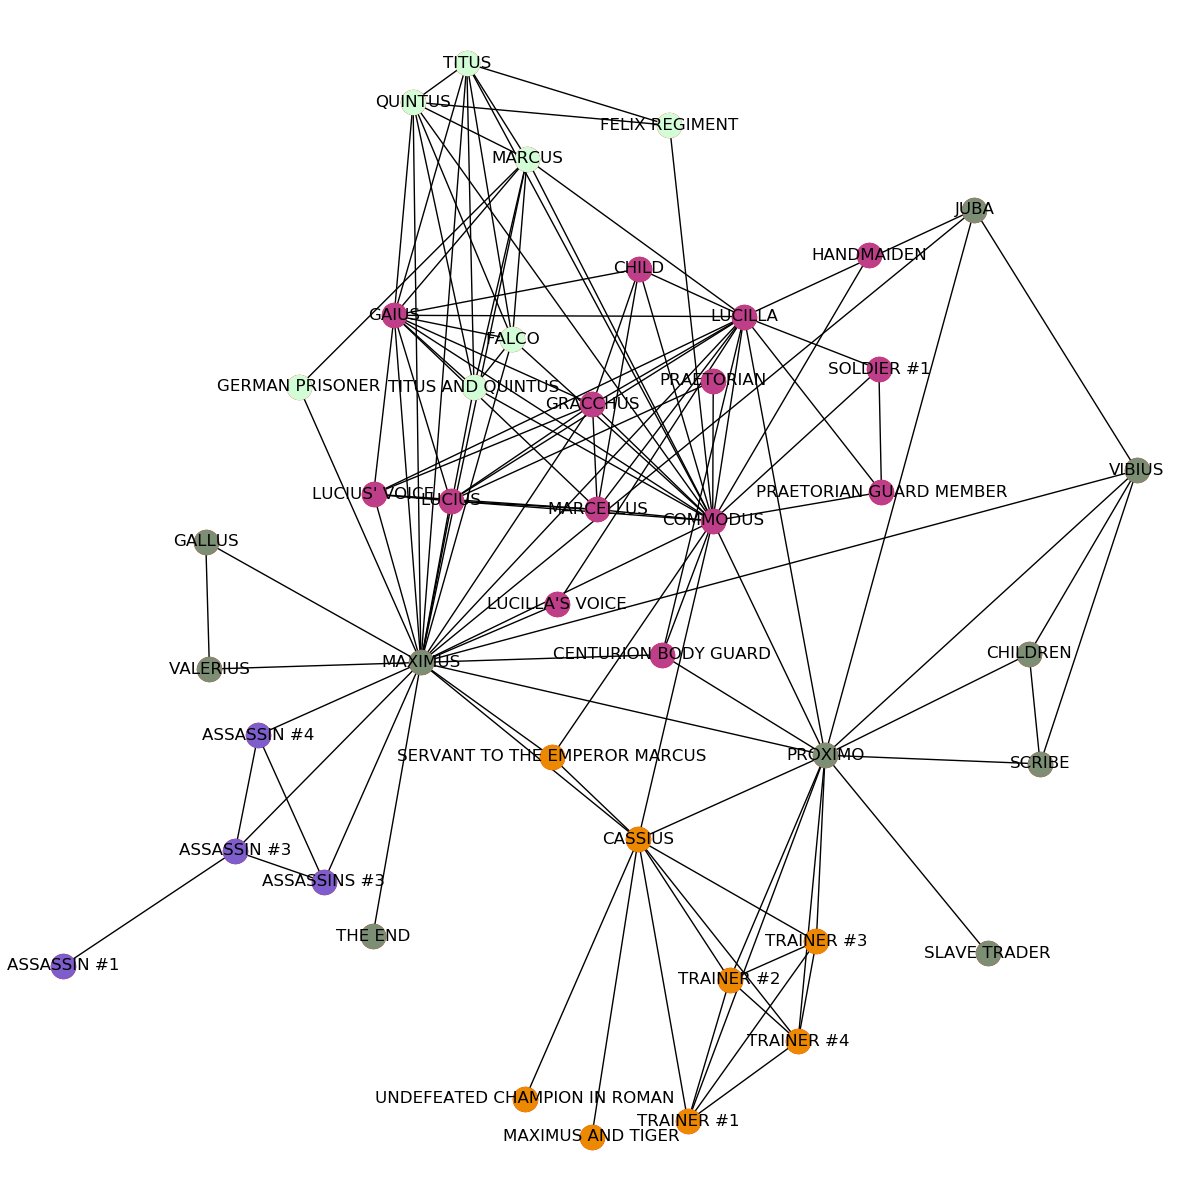 TITUS
QUINTUS
FELIX REGIMENT
MARCUS
JUBA
HANDMAIDEN
CHILD
GAIUS
LUCILLA
FALCO
SOLDIER #1
PRAETORIAN
GERMAN PRISONER
TITUS AND QUINTUS
GRACCHUS
VIBIUS
LUCIUS' VOICE
LUCIUS
PRAETORIAN GUARD MEMBER
MARCELLUS
COMMODUS
GALLUS
LUCILLA'S VOICE
CENTURION BODY GUARD
CHILDREN
MAXIMUS
VALERIUS
ASSASSIN #4
SERVANT TO THE EMPEROR MARCUS
PROXIMO
SCRIBE
CASSIUS
ASSASSIN #3
ASSASSINS #3
THE END
TRAINER #3
SLAVE TRADER
ASSASSIN #1
TRAINER #2
TRAINER #4
UNDEFEATED CHAMPION IN ROMAN
TRAINER #1
MAXIMUS AND TIGER